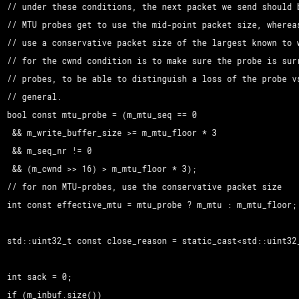 // under these conditions, the next packet we send should
// MTU probes get to use the mid-point packet size, whereas
// use a conservative packet size of the largest known to
// for the cwnd condition is to make sure the probe is
// probes, to be able to distinguish a loss of the probe
// general.
bool const mtu_probe = (m_mtu_seq == 0
&& m_write_buffer_size >= m_mtu_floor * 3
&& m_seq_nr != 0
&& (m_cwnd >> 16) > m_mtu_floor * 3);
// for non MTU-probes, use the conservative packet size
int const effective_mtu = mtu_probe ? m_mtu : m_mtu_floor;
std::uint32_t const close_reason = static_cast<std::uint32_
int sack = 0;
if (m_inbuf.size())